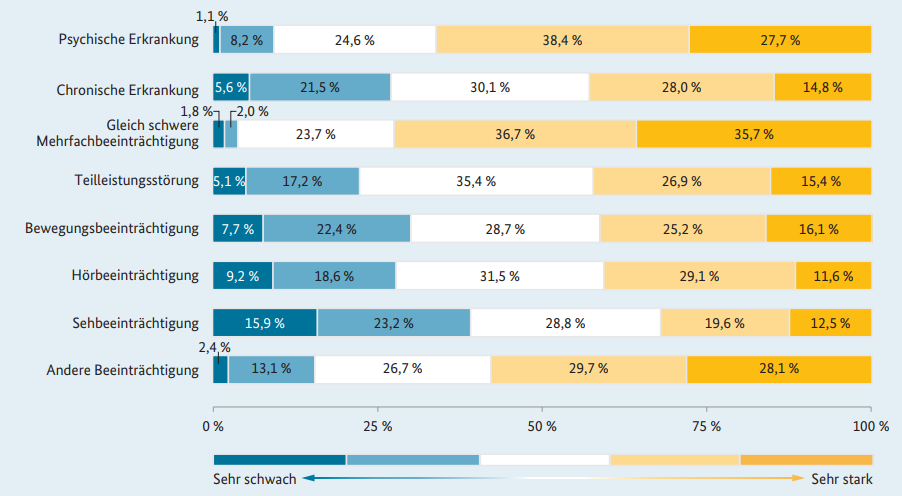 1,1 %
Psychische Erkrankung 8,2 % 24,6 % 38,4 % 27,7 %
Chronische Erkrankung 5,6 % 21,5 % 30,1 % 28,0 % 14,8 %
1,8 % 2,0 %
Gleich schwere
Mehrfachbeeinträchtigung 23,7 % 36,7 % 35,7 %
Teilleistungsstörung 5,1 % 17,2 % 35,4 % 26,9 % 15,4 %
Bewegungsbeeinträchtigung 7,7 % 22,4 % 28,7 % 25,2 % 16,1 %
Hörbeeinträchtigung 9,2 % 18,6 % 31,5 % 29,1 % 11,6 %
Sehbeeinträchtigung 15,9 % 23,2 % 28,8 % 19,6 % 12,5 %
2,4 %
Andere Beeinträchtigung 13,1 % 26,7 % 29,7 % 28,1 %
0 % 25 % 50 % 75 % 100 %
Sehr schwach Sehr stark